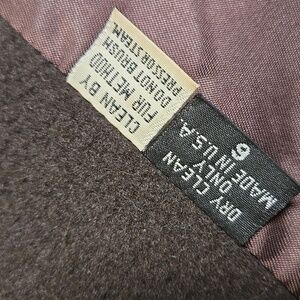 CLEAN BY
FUR METHOD
DO NOT BRUSH
PRESS OR STEAM.
6
DRY CLEAN
ONLY
MADE IN U.S.A.